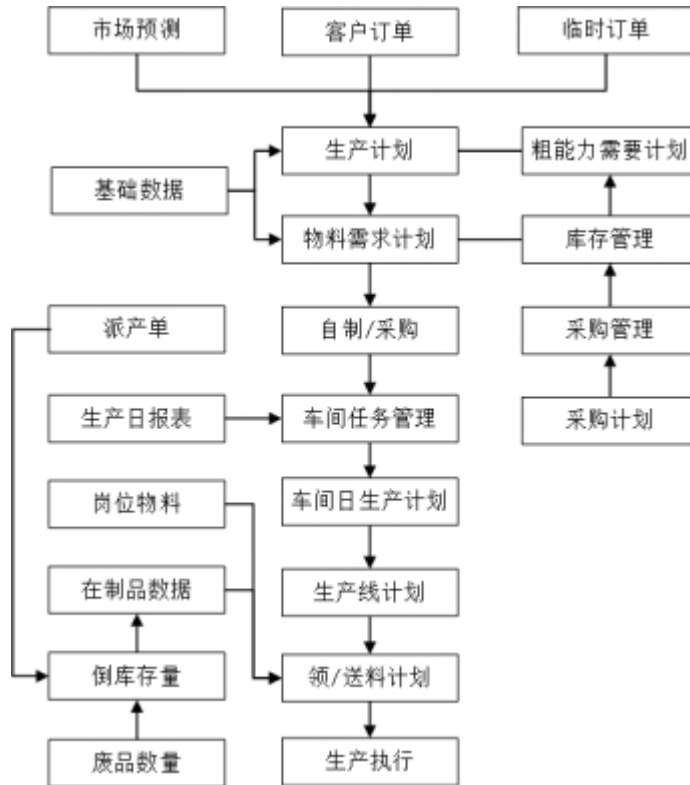 市场预测
客户订单
临时订单
生产计划
粗能力需要计划
基础数据
物料需求计划
库存管理
派产单
自制/采购
采购管理
生产日报表
车间任务管理
采购计划
岗位物料
车间日生产计划
在制品数据
生产线计划
倒库存量
领/送料计划
废品数量
生产执行